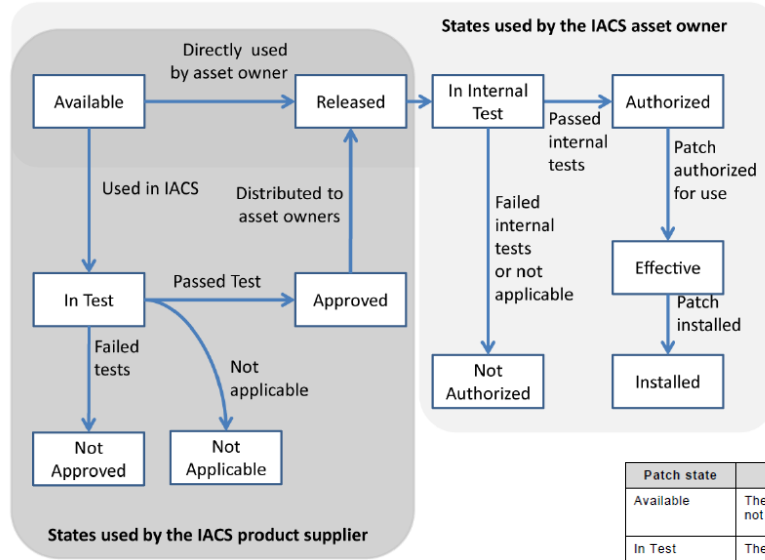 States used by the IACS asset owner
Directly used
by asset owner
Available
Released
In Internal
Test
Authorized
Passed
internal
tests
Patch
authorized
for use
Used in IACS
Distributed to
asset owners
Failed
internal
tests
or not
applicable
Effective
In Test
Passed Test
Approved
Patch
installed
Failed
tests
Not
applicable
Not
Authorized
Installed
Not
Approved
Not
Applicable
States used by the IACS product supplier
Patch state
Available
The
not
In Test
The